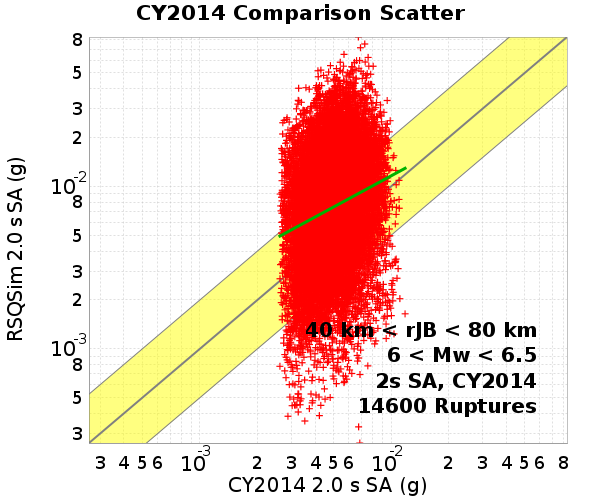 CY2014 Comparison Scatter
RSQSim 2.0 s SA (g)
8
5
3
2
10^-2
8
5
3
2
10^-3
8
5
3
40 km < rJB < 80 km
6 < Mw < 6.5
2s SA, CY2014
14600 Ruptures
3 4 5 6 10^-3 2 3 4 5 6 10^-2 2 3 4 5 6 8
CY2014 2.0 s SA (g)